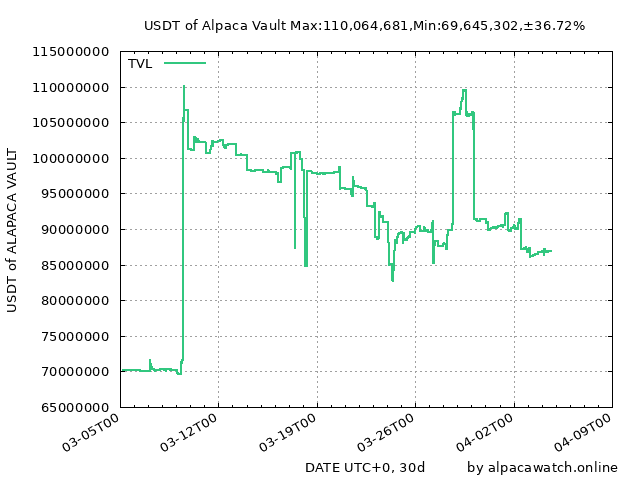 USDT of Alpaca Vault Max:110,064,681,Min:69,645,302,±36.72%
TVL
115000000
110000000
105000000
100000000
95000000
90000000
85000000
80000000
75000000
70000000
65000000
USDT of ALAPACA VAULT
03-05T00
03-12T00
03-19T00
03-26T00
04-02T00
04-09T00
DATE UTC+0, 30d
by alpacawatch.online